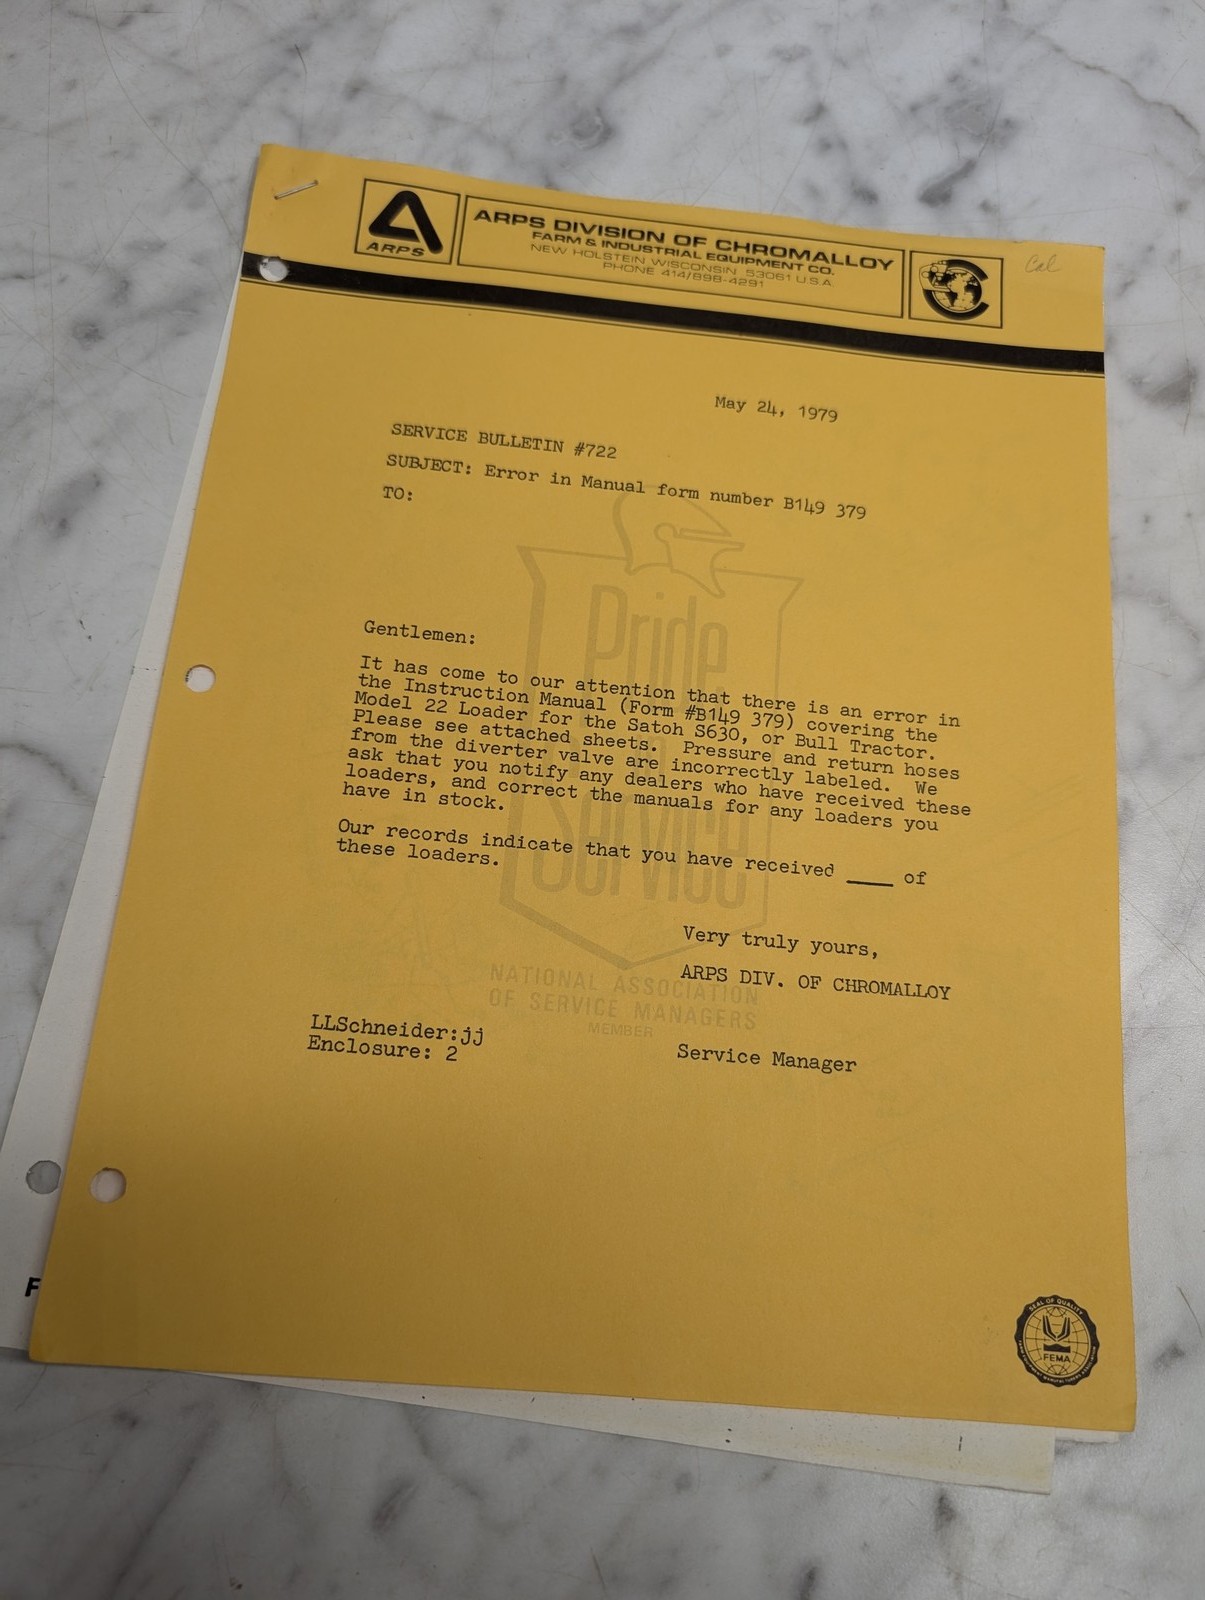 ARPS
ARPS DIVISION OF CHROMALLOY
FARM & INDUSTRIAL EQUIPMENT CO.
NEW HOLSTEIN WISCONSIN 53061 U.S.A.
PHONE 414/898-4291
Cal
May 24, 1979
SERVICE BULLETIN #722
SUBJECT: Error in Manual form number B149 379
TO:
Gentlemen:
It has come to our attention that there is an error in
the Instruction Manual (Form #B149 379) covering the
Model 22 Loader for the Satoh S630, or Bull Tractor.
Please see attached sheets. Pressure and return hoses
from the diverter valve are incorrectly labeled. We
ask that you notify any dealers who have received these
loaders, and correct the manuals for any loaders you
have in stock.
Our records indicate that you have received ____ of
these loaders.
Very truly yours,
ARPS DIV. OF CHROMALLOY
LLSchneider:jj
Enclosure: 2
Service Manager
Pride
Service
NATIONAL ASSOCIATION
OF SERVICE MANAGERS
MEMBER
F
SEAL OF QUALITY
FEMA